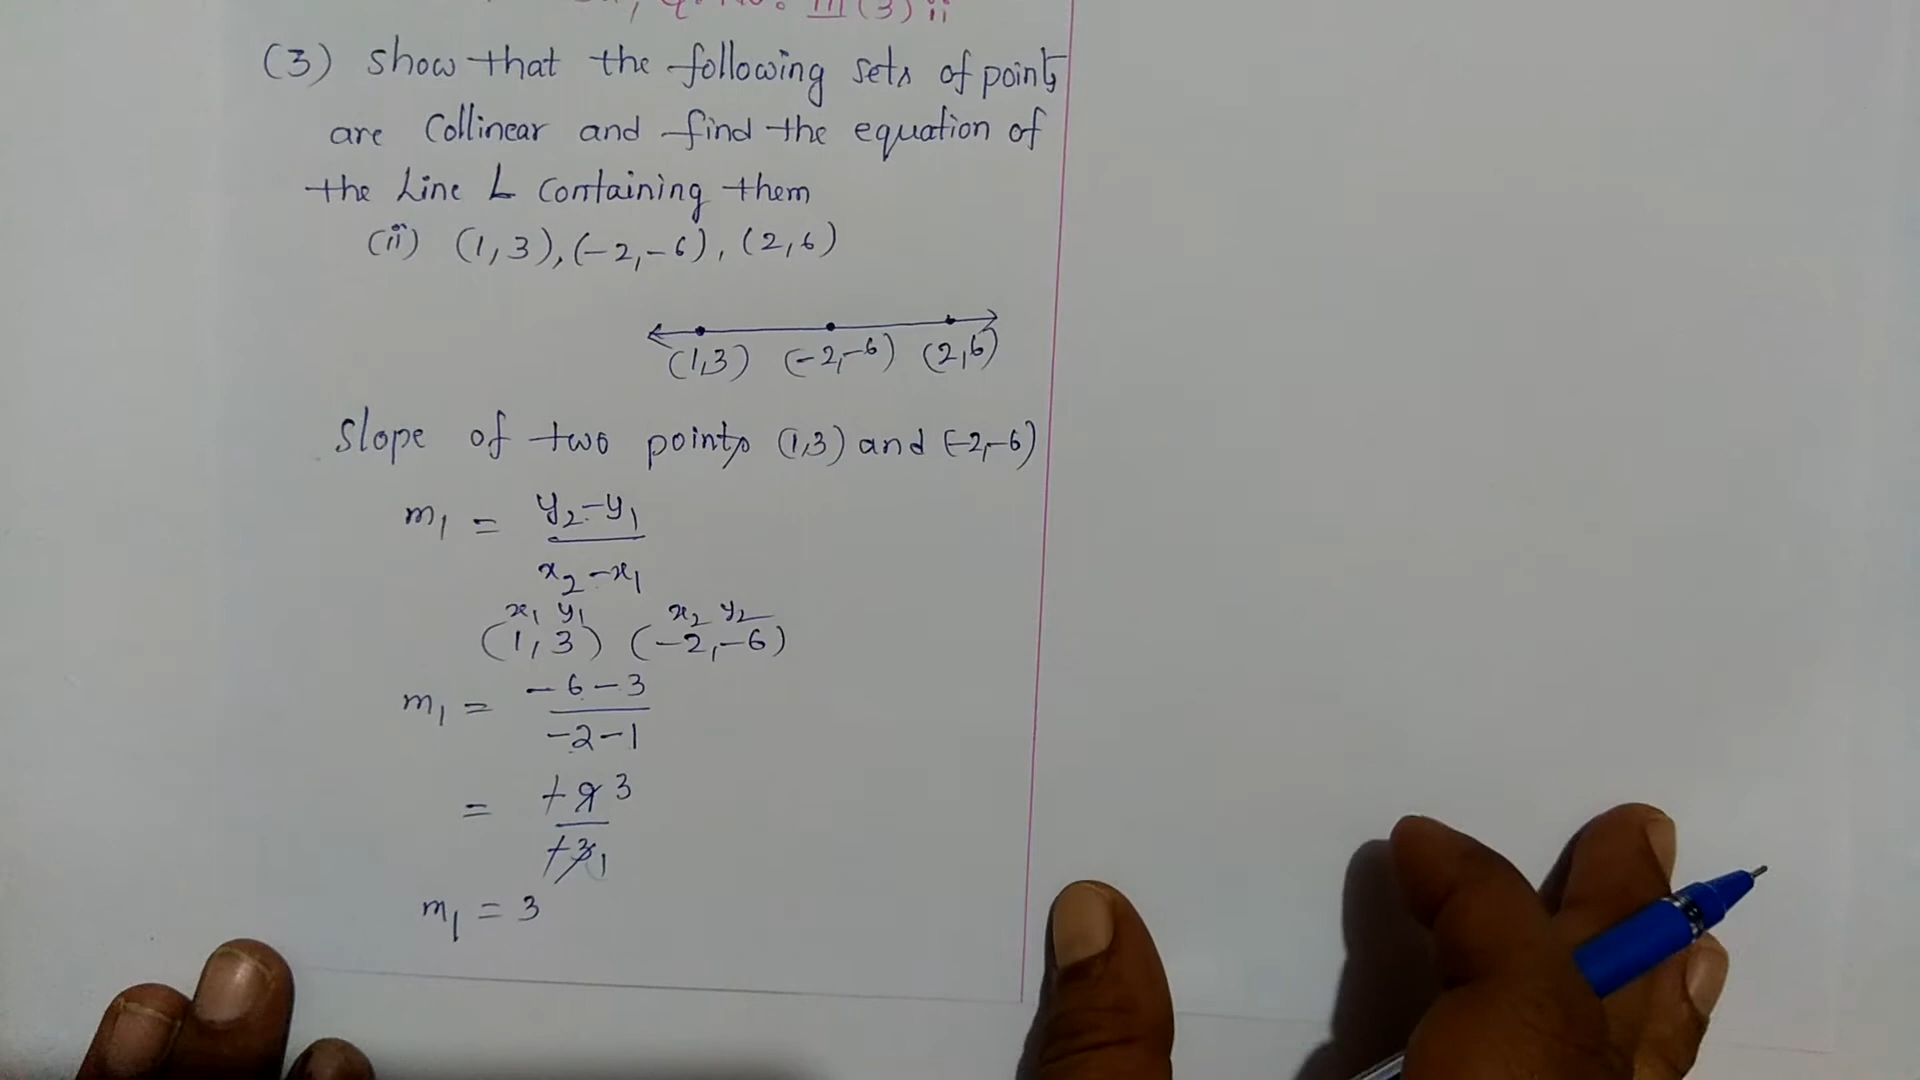 III (3) ii
(3) show that the following sets of points
are Collinear and find the equation of
the Line L Containing them
(ii) (1, 3), (-2, -6), (2, 6)
(1,3) (-2,-6) (2,6)
Slope of two points (1,3) and (-2,-6)
m₁ = y₂-y₁
x₂-x₁
x₁ y₁ x₂ y₂
(1, 3) (-2,-6)
m₁ = -6-3
-2-1
= +9 3
+3 1
m₁ = 3